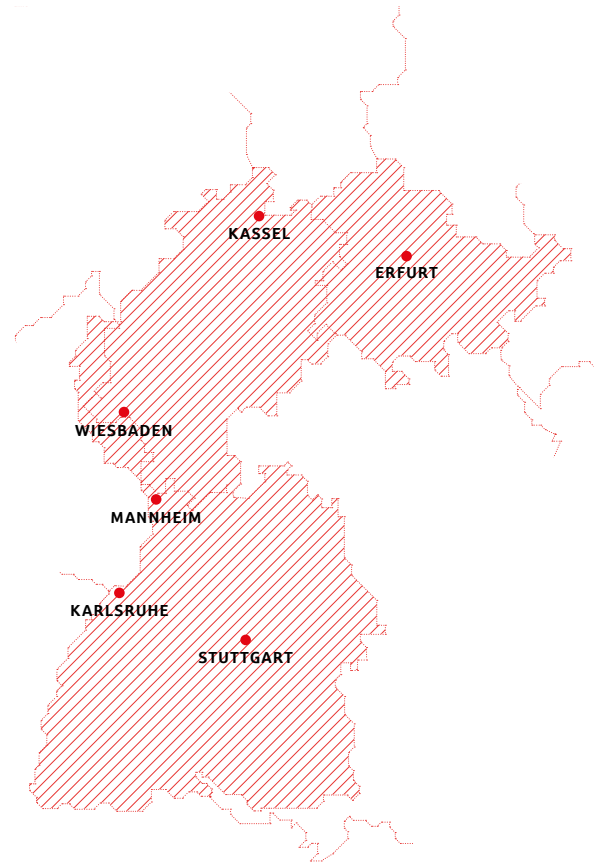 KASSEL
ERFURT
WIESBADEN
MANNHEIM
KARLSRUHE
STUTTGART